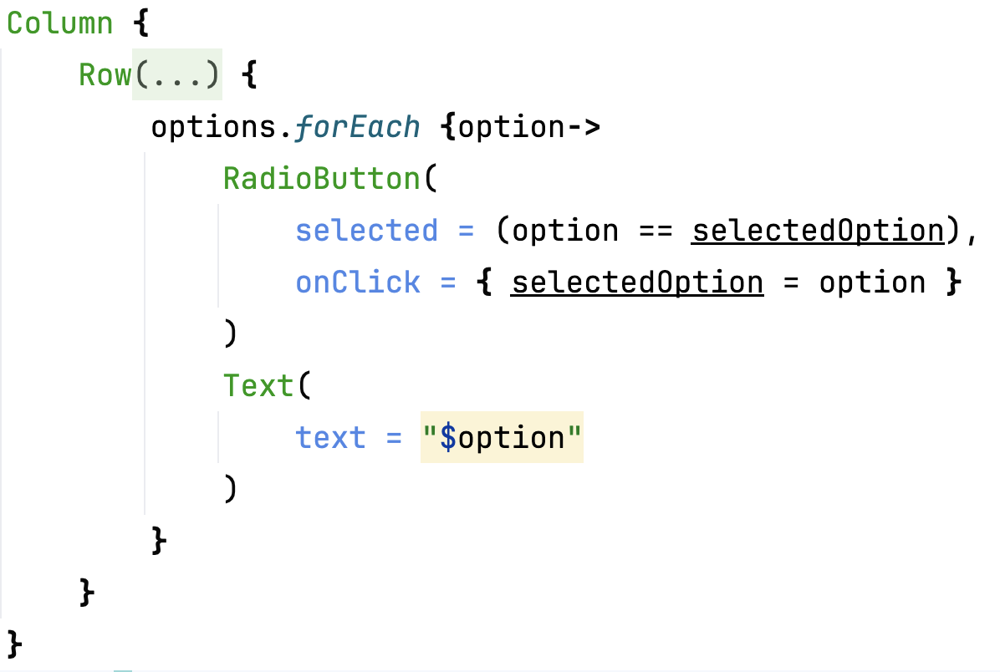 Column {
Row(...) {
options.forEach {option->
RadioButton(
selected = (option == selectedOption),
onClick = { selectedOption = option }
)
Text(
text = "$option"
)
}
}
}